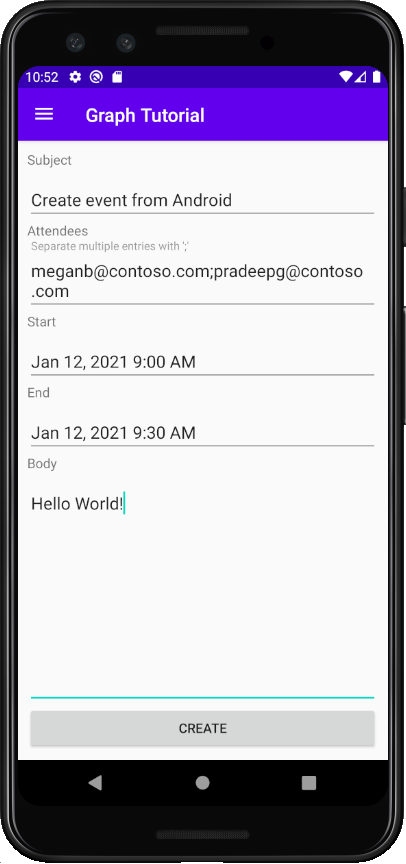 10:52
Graph Tutorial
Subject
Create event from Android
Attendees
Separate multiple entries with ';'
meganb@contoso.com;pradeepg@contoso
.com
Start
Jan 12, 2021 9:00 AM
End
Jan 12, 2021 9:30 AM
Body
Hello World!
CREATE